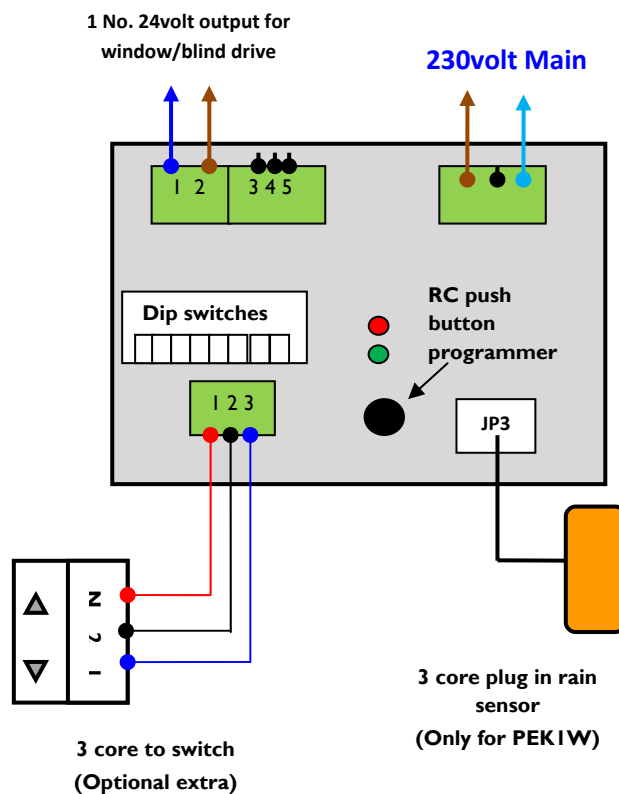 1 No. 24volt output for
window/blind drive
230volt Main
1 2
3 4 5
Dip switches
RC push
button
programmer
1 2 3
JP3
N
2
1
3 core plug in rain
sensor
(Only for PEK1W)
3 core to switch
(Optional extra)